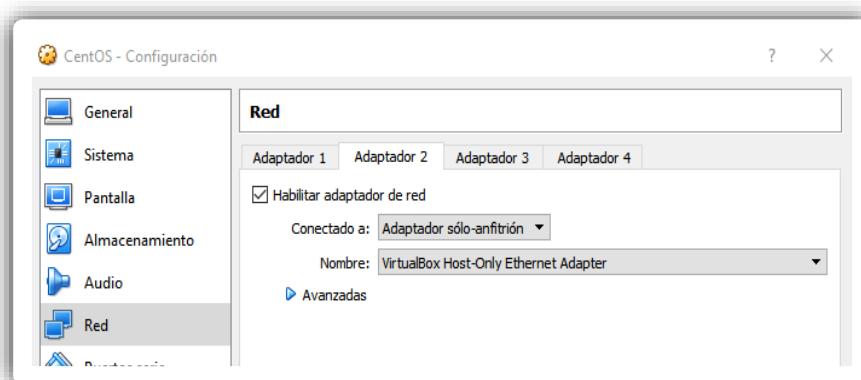 CentOS - Configuración ?
General
Sistema
Pantalla
Almacenamiento
Audio
Red
Red
Adaptador 1 Adaptador 2 Adaptador 3 Adaptador 4
Habilitar adaptador de red
Conectado a: Adaptador sólo-anfitrión
Nombre: VirtualBox Host-Only Ethernet Adapter
Avanzadas